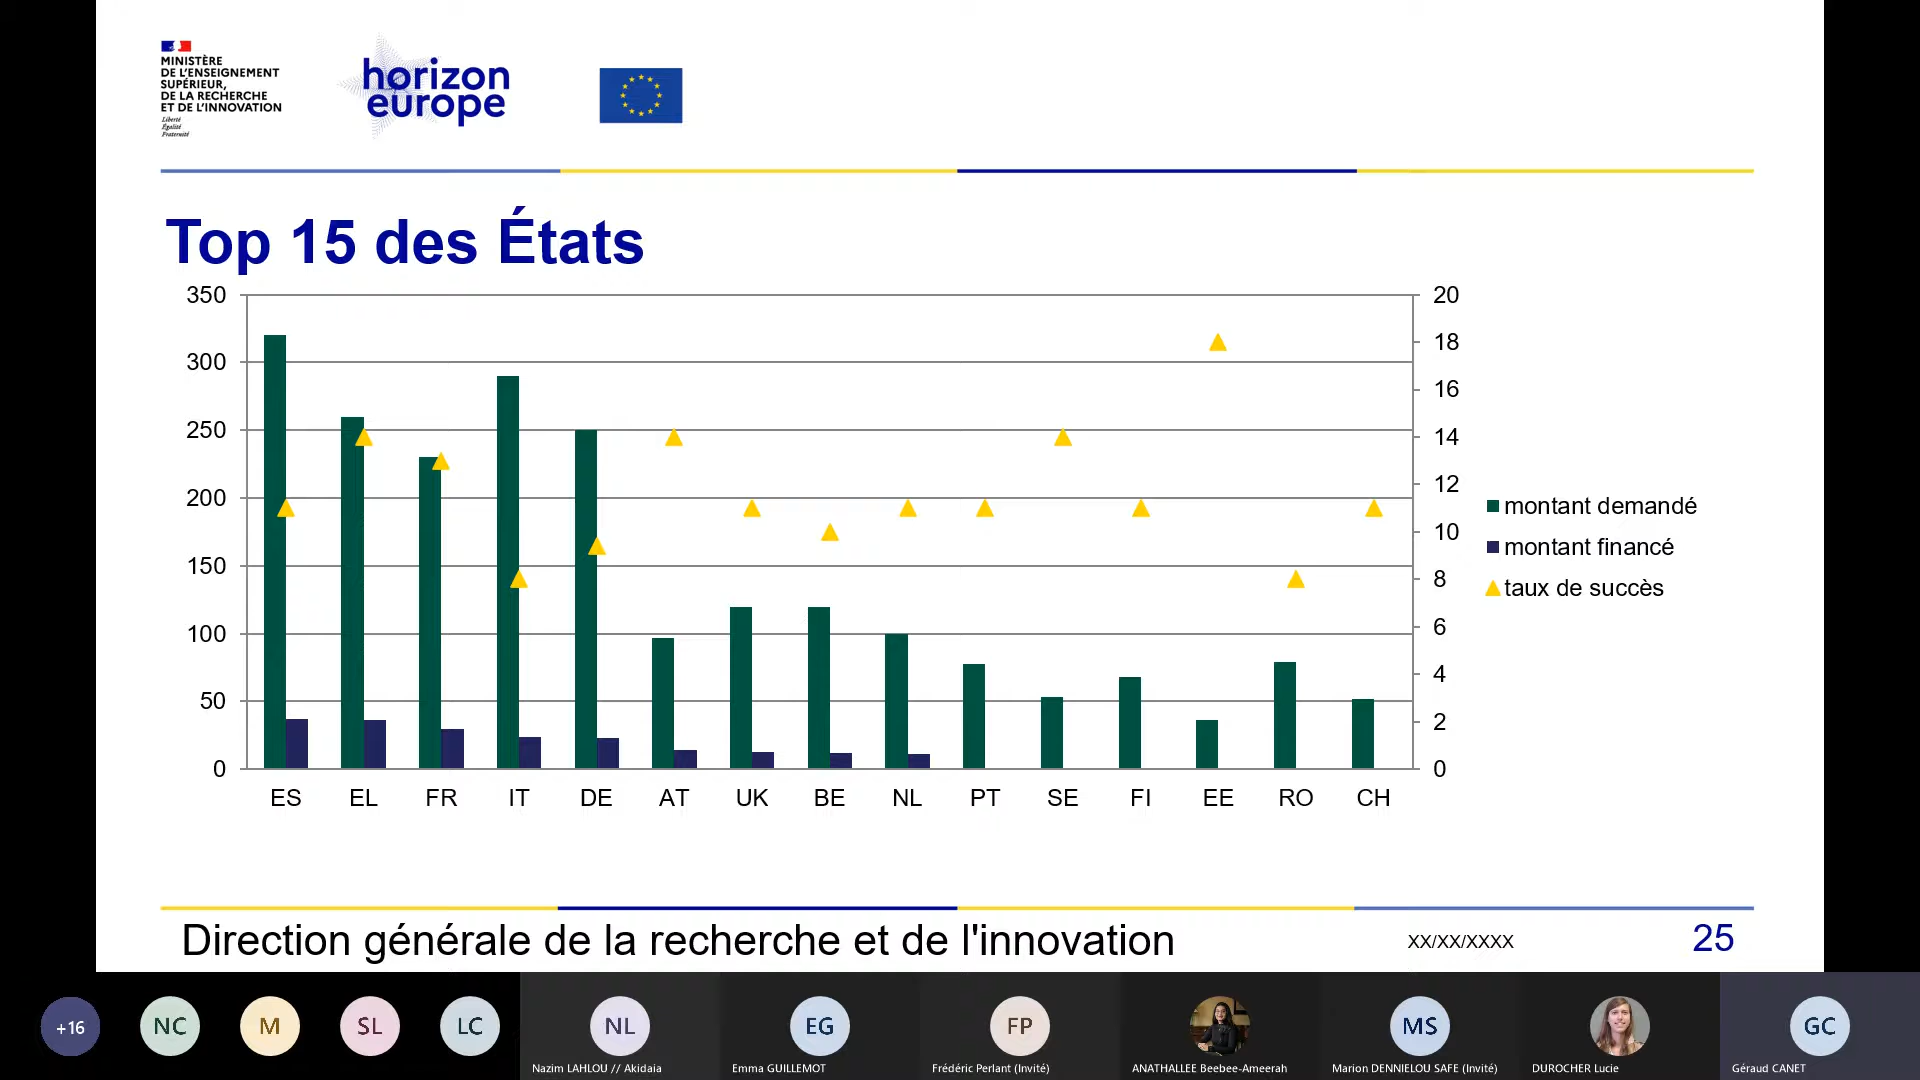 MINISTÈRE
DE L'ENSEIGNEMENT
SUPÉRIEUR,
DE LA RECHERCHE
ET DE L'INNOVATION
Liberté
Égalité
Fraternité
horizon
europe
Top 15 des États
350
300
250
200
150
100
50
0
20
18
16
14
12
10
8
6
4
2
0
ES EL FR IT DE AT UK BE NL PT SE FI EE RO CH
montant demandé
montant financé
taux de succès
Direction générale de la recherche et de l'innovation
XX/XX/XXXX
25
+16
NC
M
SL
LC
NL
Nazim LAHLOU // Akidaia
EG
Emma GUILLEMOT
FP
Frédéric Perlant (Invité)
ANATHALLEE Beebee-Ameerah
MS
Marion DENNIELOU SAFE (Invité)
DUROCHER Lucie
GC
Géraud CANET